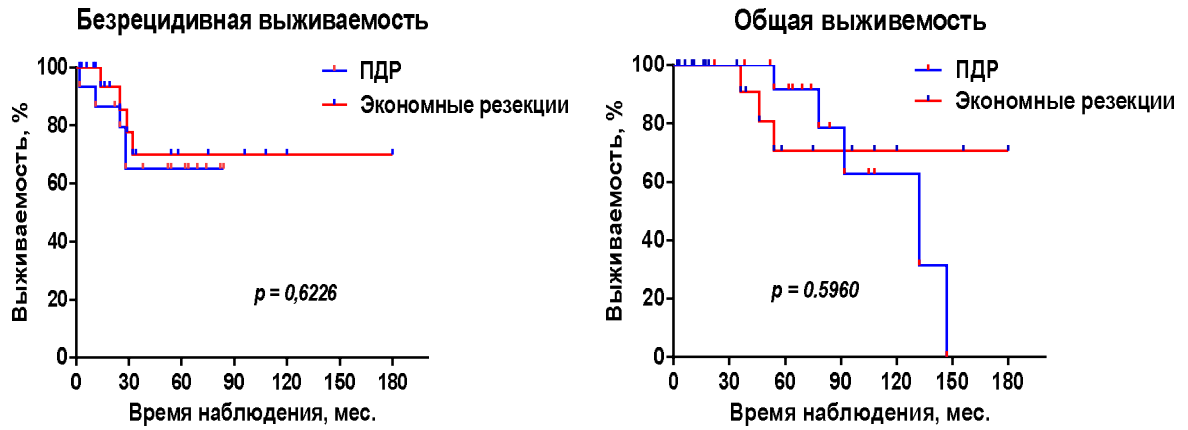 Безрецидивная выживаемость
ПДР
Экономные резекции
Выживаемость, %
100
80
60
40
20
0
p = 0,6226
0 30 60 90 120 150 180
Время наблюдения, мес.
Общая выживемость
ПДР
Экономные резекции
Выживаемость, %
100
80
60
40
20
0
p = 0.5960
0 30 60 90 120 150 180
Время наблюдения, мес.